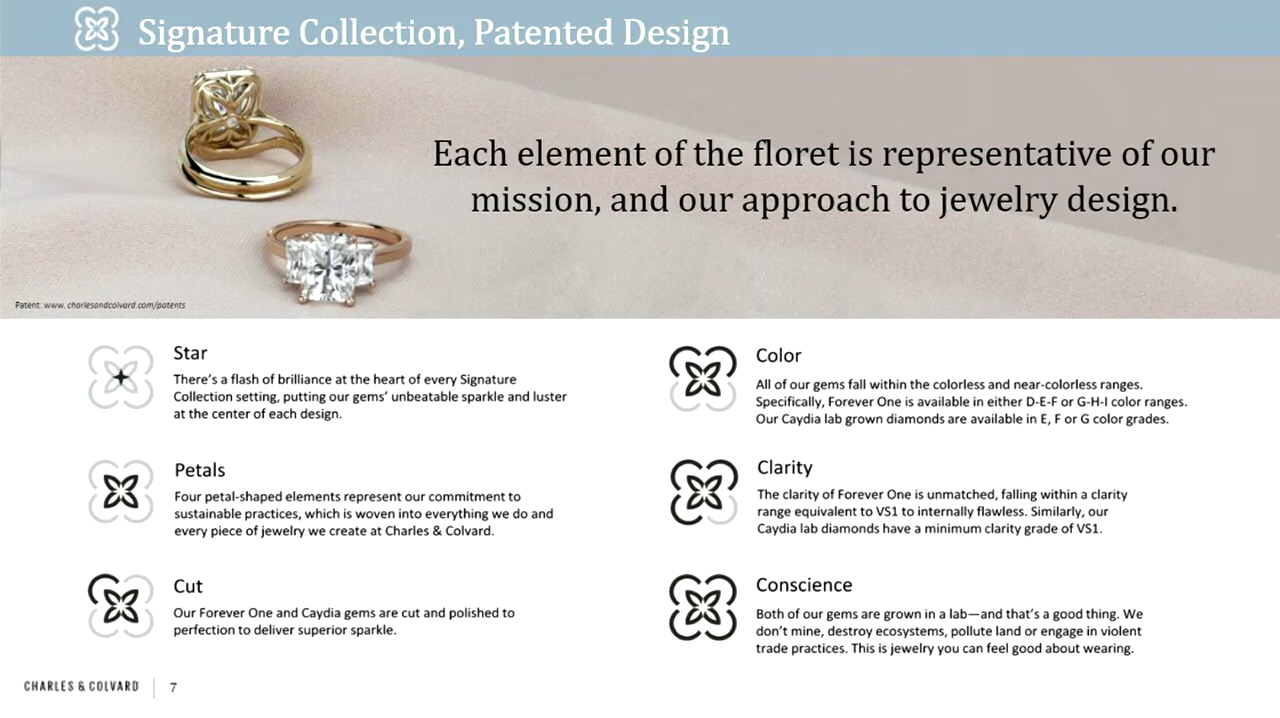 Signature Collection, Patented Design
Each element of the floret is representative of our
mission, and our approach to jewelry design.
Patent: www. charlesandcolvard.com/patents
Star
There's a flash of brilliance at the heart of every Signature
Collection setting, putting our gems' unbeatable sparkle and luster
at the center of each design.
Petals
Four petal-shaped elements represent our commitment to
sustainable practices, which is woven into everything we do and
every piece of jewelry we create at Charles & Colvard.
Cut
Our Forever One and Caydia gems are cut and polished to
perfection to deliver superior sparkle.
Color
All of our gems fall within the colorless and near-colorless ranges.
Specifically, Forever One is available in either D-E-F or G-H-I color ranges.
Our Caydia lab grown diamonds are available in E, F or G color grades.
Clarity
The clarity of Forever One is unmatched, falling within a clarity
range equivalent to VS1 to internally flawless. Similarly, our
Caydia lab diamonds have a minimum clarity grade of VS1.
Conscience
Both of our gems are grown in a lab—and that's a good thing. We
don't mine, destroy ecosystems, pollute land or engage in violent
trade practices. This is jewelry you can feel good about wearing.
CHARLES & COLVARD 7